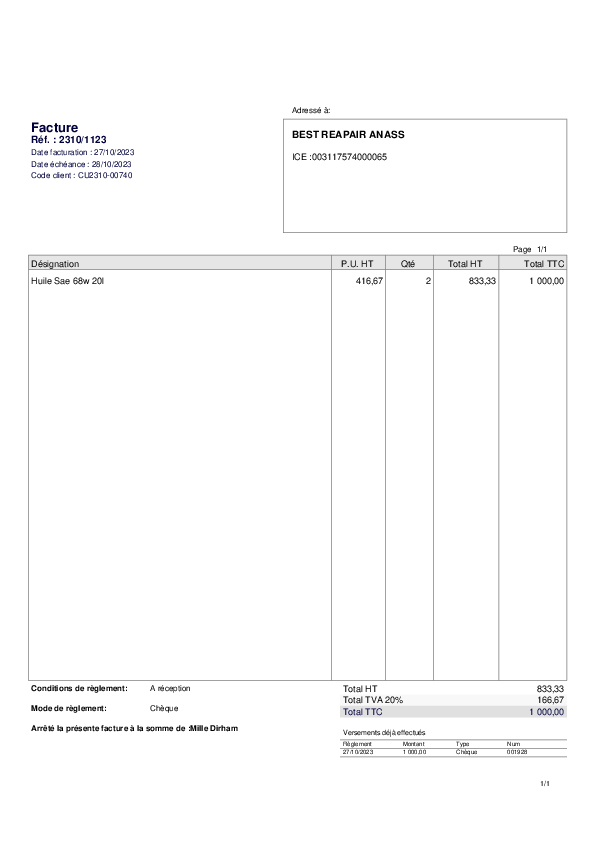 Adressé à:
Facture
Réf. : 2310/1123
Date facturation : 27/10/2023
Date échéance : 28/10/2023
Code client : CU2310-00740
BEST REAPAIR ANASS
ICE :003117574000065
Page 1/1
Désignation P.U. HT Qté Total HT Total TTC
Huile Sae 68w 20l 416,67 2 833,33 1 000,00
Conditions de règlement: A réception
Mode de règlement: Chèque
Arrêté la présente facture à la somme de :Mille Dirham
Total HT 833,33
Total TVA 20% 166,67
Total TTC 1 000,00
Versements déjà effectués
Règlement Montant Type Num
27/10/2023 1 000,00 Chèque 001928
1/1